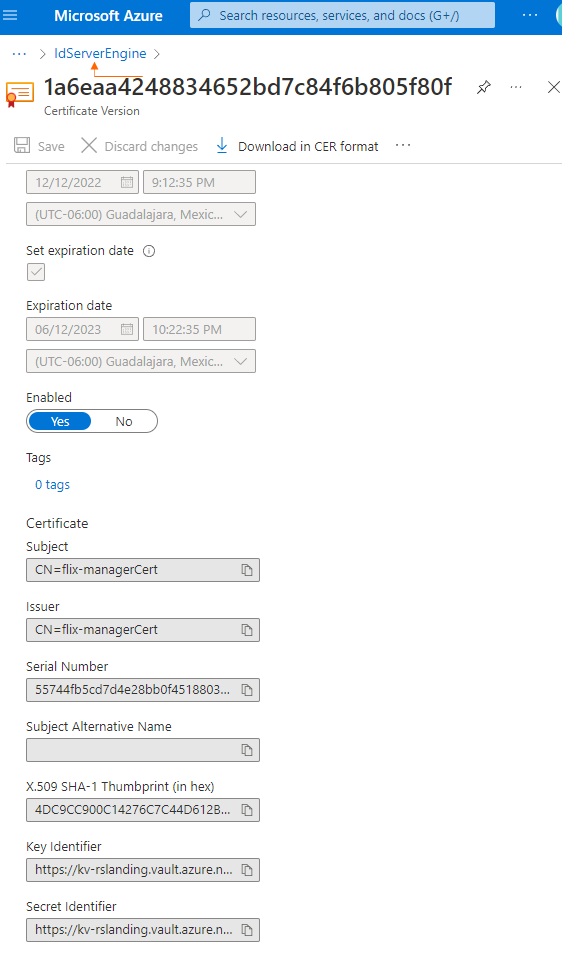 Microsoft Azure
Search resources, services, and docs (G+/)
IdServerEngine
1a6eaa4248834652bd7c84f6b805f80f
Certificate Version
Save
Discard changes
Download in CER format
12/12/2022
9:12:35 PM
(UTC-06:00) Guadalajara, Mexic...
Set expiration date
Expiration date
06/12/2023
10:22:35 PM
(UTC-06:00) Guadalajara, Mexic...
Enabled
Yes
No
Tags
0 tags
Certificate
Subject
CN=flix-managerCert
Issuer
CN=flix-managerCert
Serial Number
55744fb5cd7d4e28bb0f4518803...
Subject Alternative Name
X.509 SHA-1 Thumbprint (in hex)
4DC9CC900C14276C7C44D612B...
Key Identifier
https://kv-rslanding.vault.azure.n...
Secret Identifier
https://kv-rslanding.vault.azure.n...